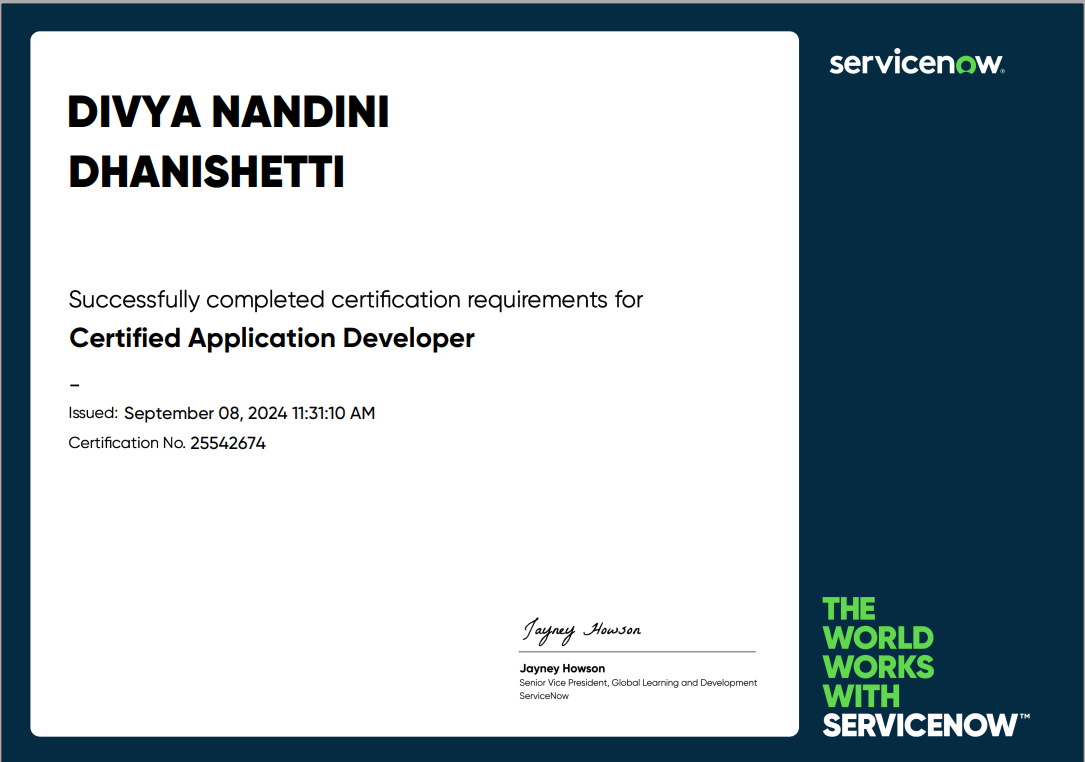 servicenow®
DIVYA NANDINI
DHANISHETTI
Successfully completed certification requirements for
Certified Application Developer
–
Issued: September 08, 2024 11:31:10 AM
Certification No. 25542674
Jayney Howson
Jayney Howson
Senior Vice President, Global Learning and Development
ServiceNow
THE
WORLD
WORKS
WITH
SERVICENOW™